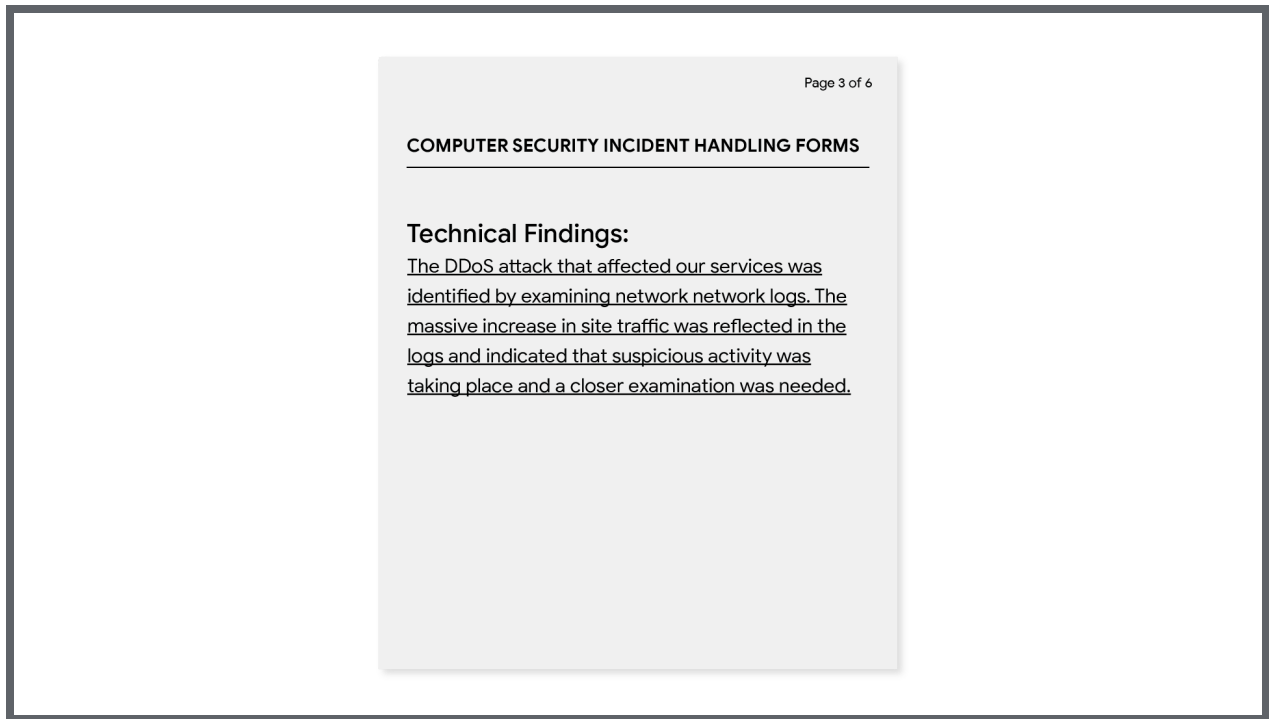 Page 3 of 6
COMPUTER SECURITY INCIDENT HANDLING FORMS
Technical Findings:
The DDoS attack that affected our services was
identified by examining network network logs. The
massive increase in site traffic was reflected in the
logs and indicated that suspicious activity was
taking place and a closer examination was needed.